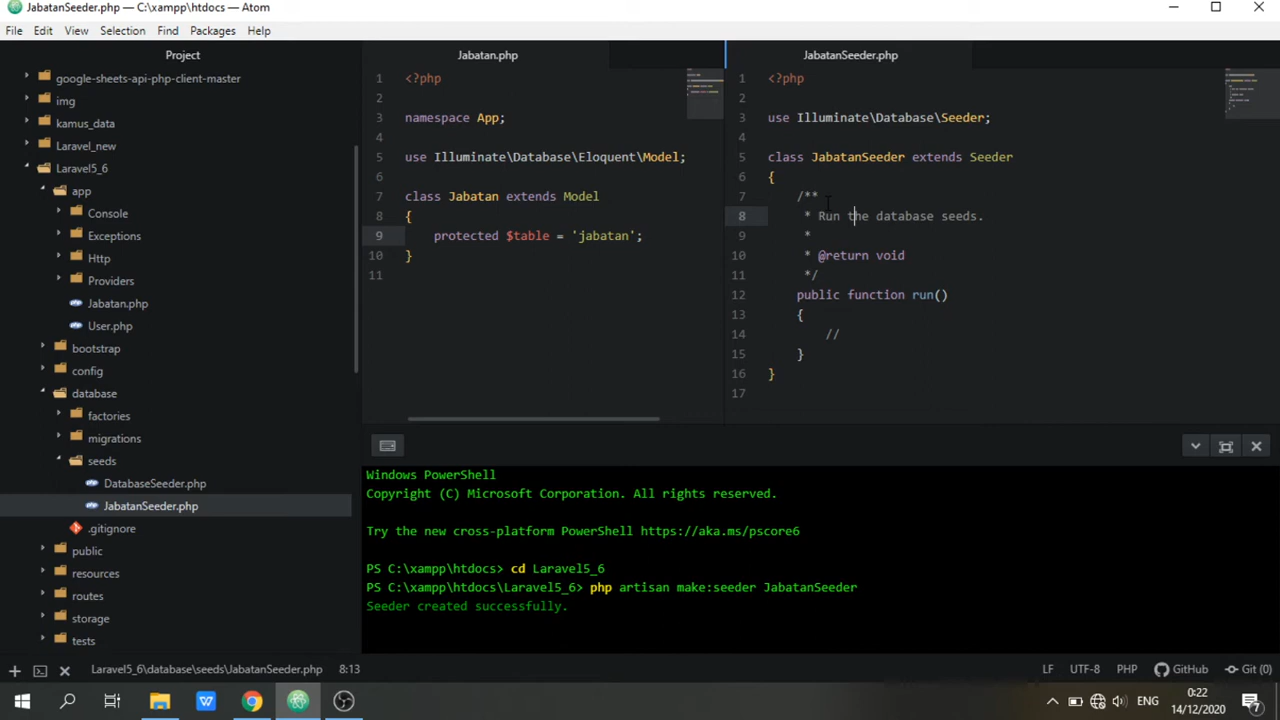 JabatanSeeder.php — C:\xampp\htdocs — Atom
File Edit View Selection Find Packages Help
Project
google-sheets-api-php-client-master
img
kamus_data
Laravel_new
Laravel5_6
app
Console
Exceptions
Http
Providers
Jabatan.php
User.php
bootstrap
config
database
factories
migrations
seeds
DatabaseSeeder.php
JabatanSeeder.php
.gitignore
public
resources
routes
storage
tests
Jabatan.php
1 <?php
2
3 namespace App;
4
5 use Illuminate\Database\Eloquent\Model;
6
7 class Jabatan extends Model
8 {
9 protected $table = 'jabatan';
10 }
11
JabatanSeeder.php
1 <?php
2
3 use Illuminate\Database\Seeder;
4
5 class JabatanSeeder extends Seeder
6 {
7 /**
8 * Run the database seeds.
9 *
10 * @return void
11 */
12 public function run()
13 {
14 //
15 }
16 }
17
Windows PowerShell
Copyright (C) Microsoft Corporation. All rights reserved.
Try the new cross-platform PowerShell https://aka.ms/pscore6
PS C:\xampp\htdocs> cd Laravel5_6
PS C:\xampp\htdocs\Laravel5_6> php artisan make:seeder JabatanSeeder
Seeder created successfully.
Laravel5_6\database\seeds\JabatanSeeder.php 8:13 LF UTF-8 PHP GitHub Git (0)
ENG
0:22
14/12/2020
7